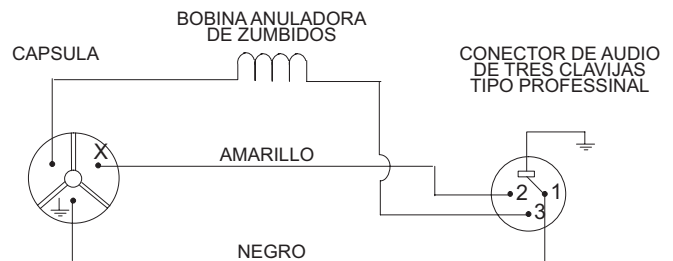 BOBINA ANULADORA
DE ZUMBIDOS
CAPSULA
CONECTOR DE AUDIO
DE TRES CLAVIJAS
TIPO PROFESSINAL
X
AMARILLO
2
1
3
NEGRO